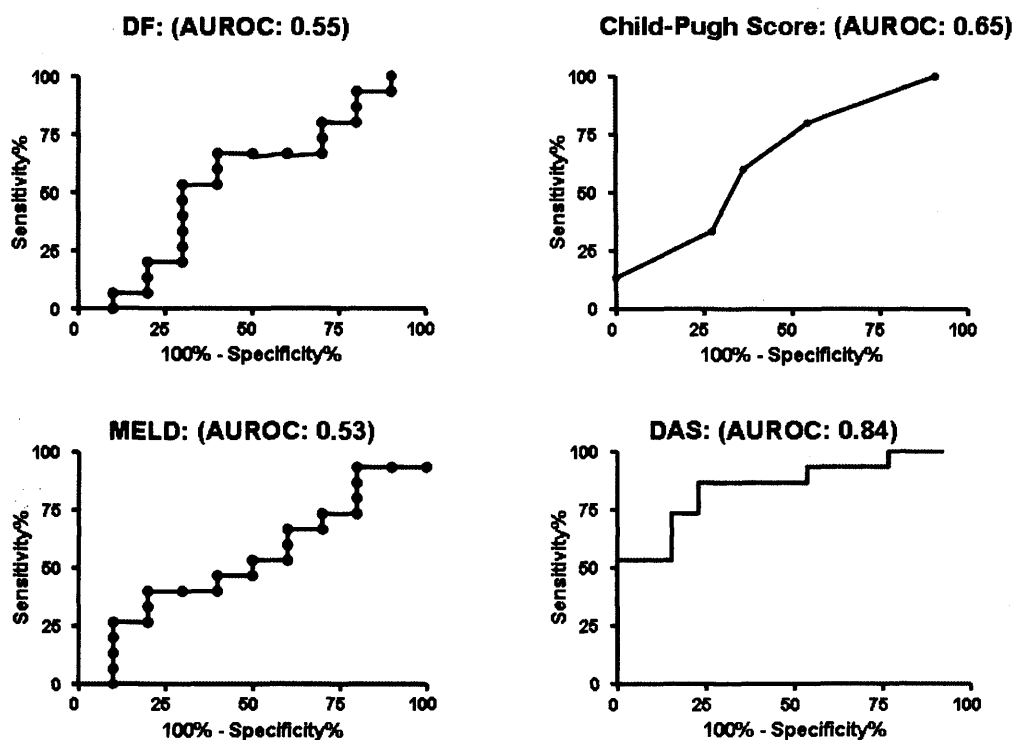 DF: (AUROC: 0.55)
100
75
50
25
0
Sensitivity%
0 25 50 75 100
100% - Specificity%
Child-Pugh Score: (AUROC: 0.65)
100
75
50
25
0
Sensitivity%
0 25 50 75 100
100% - Specificity%
MELD: (AUROC: 0.53)
100
75
50
25
0
Sensitivity%
0 25 50 75 100
100% - Specificity%
DAS: (AUROC: 0.84)
100
75
50
25
0
Sensitivity%
0 25 50 75 100
100% - Specificity%